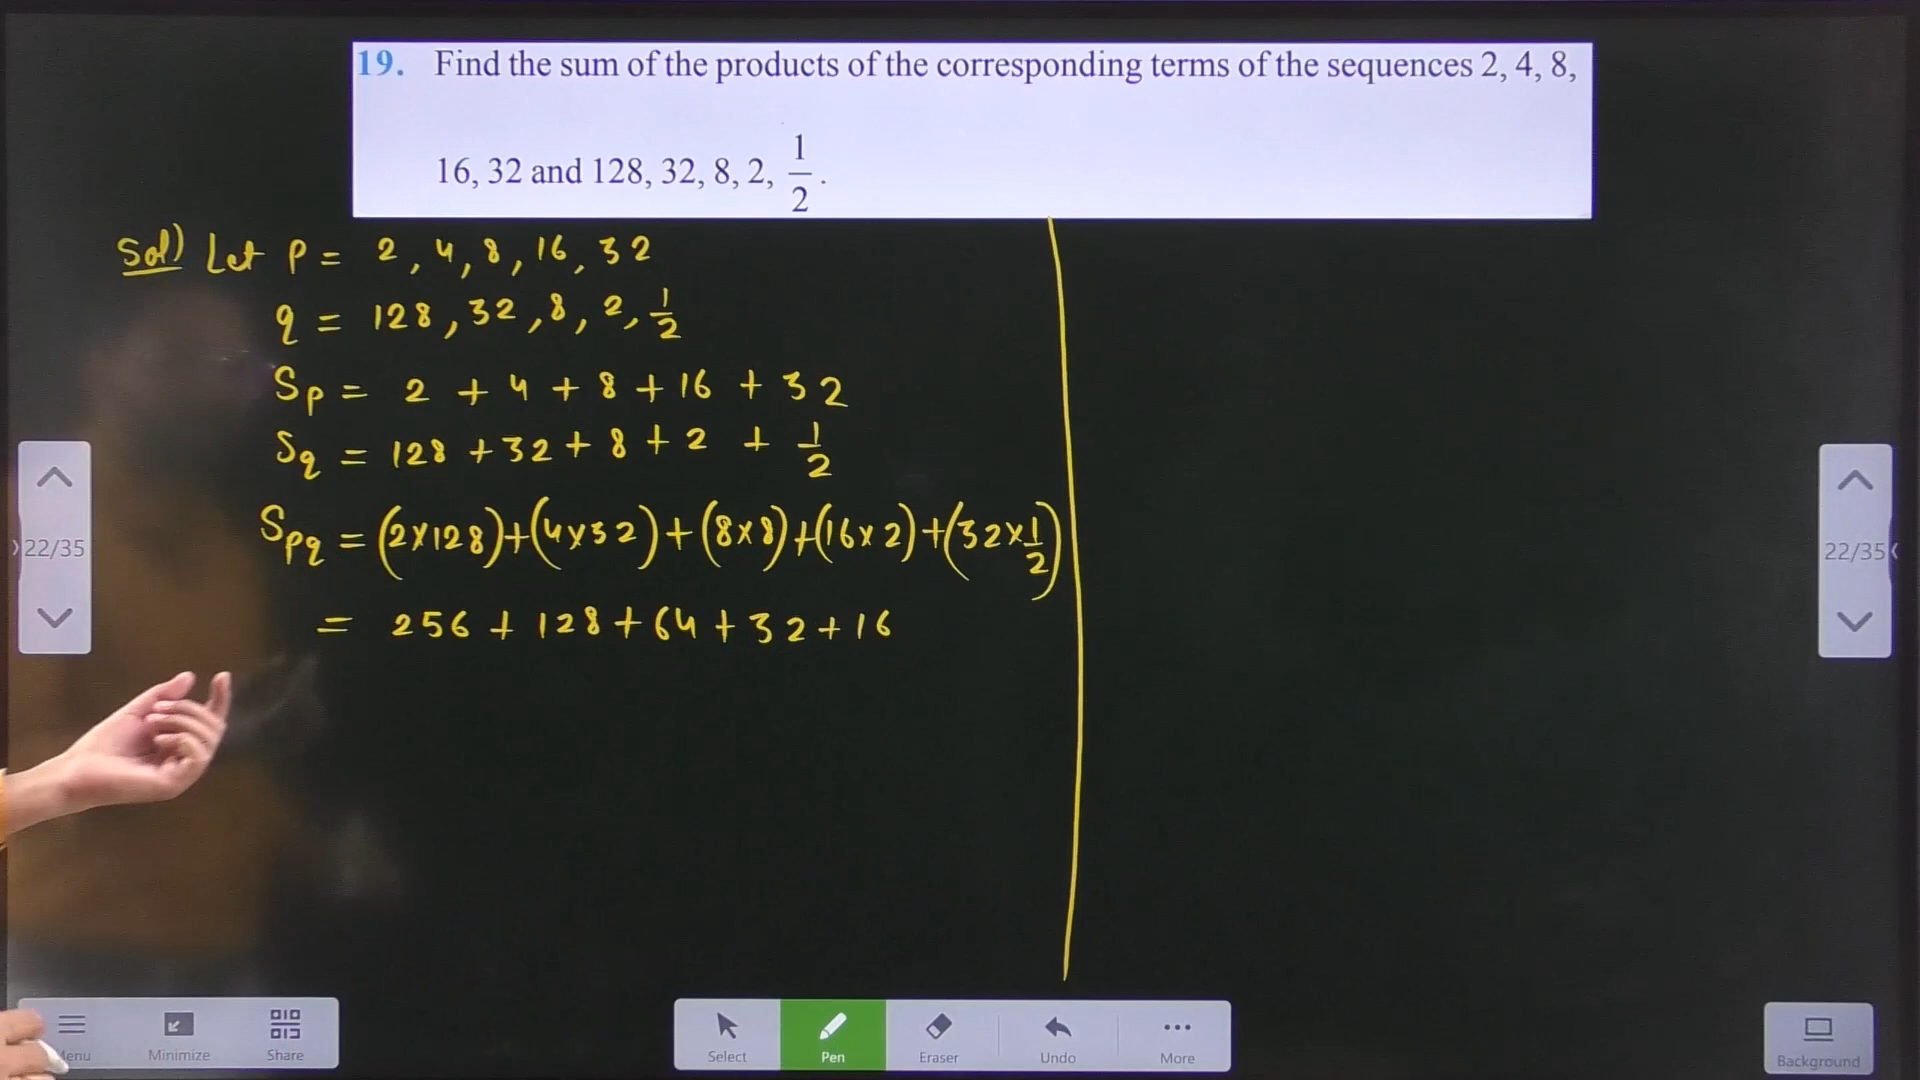 19. Find the sum of the products of the corresponding terms of the sequences 2, 4, 8,
16, 32 and 128, 32, 8, 2, 1/2.
Sol) Let P = 2, 4, 8, 16, 32
q = 128, 32, 8, 2, 1/2
Sp = 2 + 4 + 8 + 16 + 32
Sq = 128 + 32 + 8 + 2 + 1/2
Spq = (2×128)+(4×32)+(8×8)+(16×2)+(32×1/2)
= 256 + 128 + 64 + 32 + 16
22/35
22/35
Menu Minimize Share
Select Pen Eraser Undo More
Background